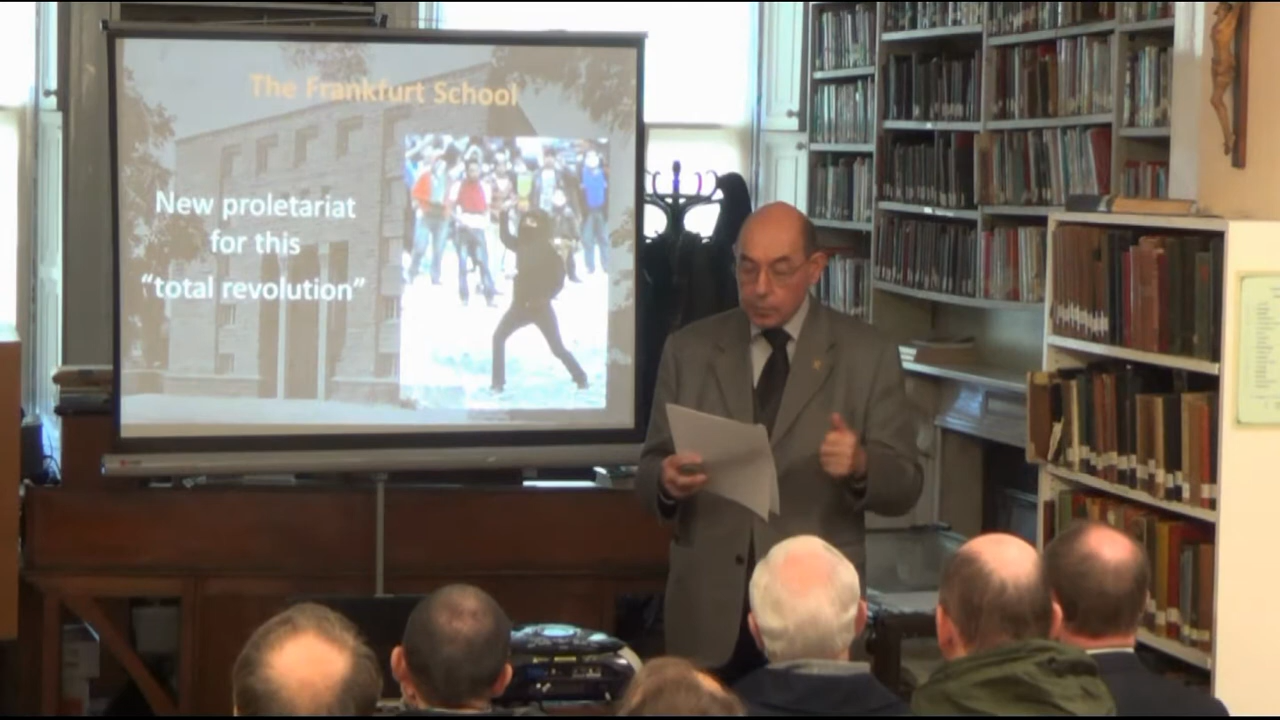 The Frankfurt School
New proletariat
for this
“total revolution”